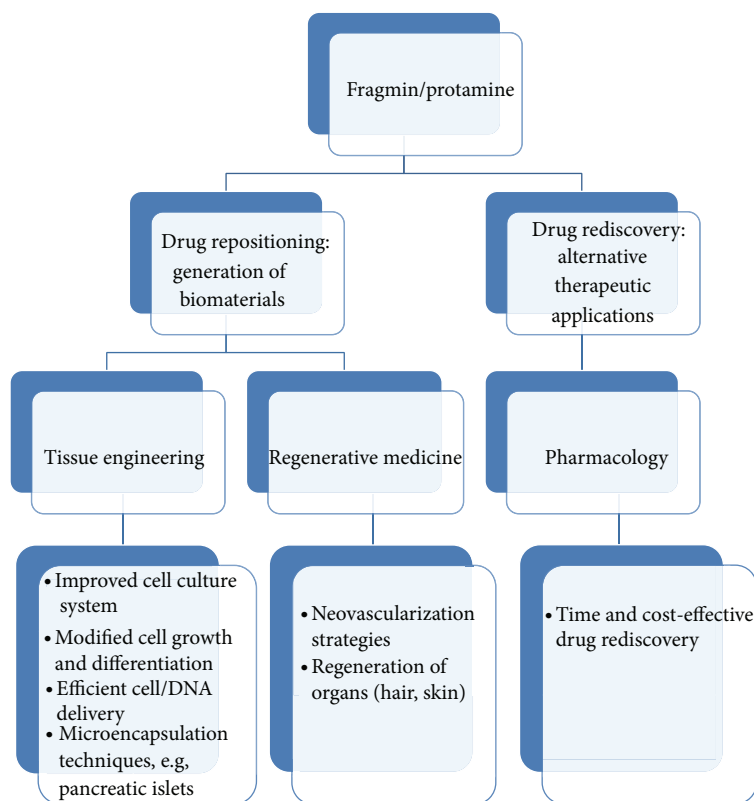 Fragmin/protamine
Drug repositioning:
generation of
biomaterials
Drug rediscovery:
alternative
therapeutic
applications
Tissue engineering
Regenerative medicine
Pharmacology
• Improved cell culture
system
• Modified cell growth
and differentiation
• Efficient cell/DNA
delivery
• Microencapsulation
techniques, e.g,
pancreatic islets
• Neovascularization
strategies
• Regeneration of
organs (hair, skin)
• Time and cost-effective
drug rediscovery